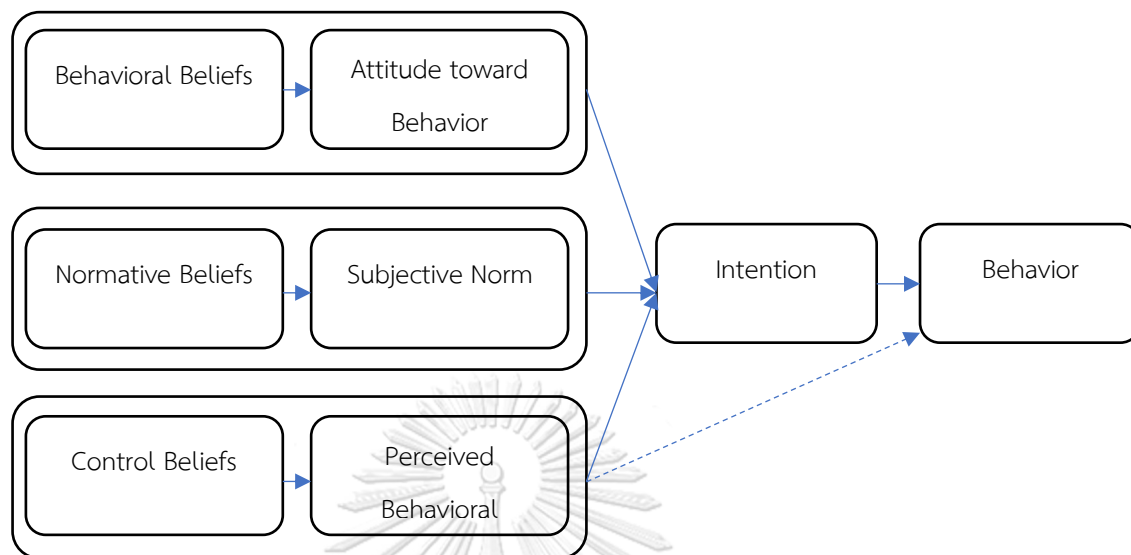 Behavioral Beliefs
Attitude toward
Behavior
Normative Beliefs
Subjective Norm
Intention
Behavior
Control Beliefs
Perceived
Behavioral